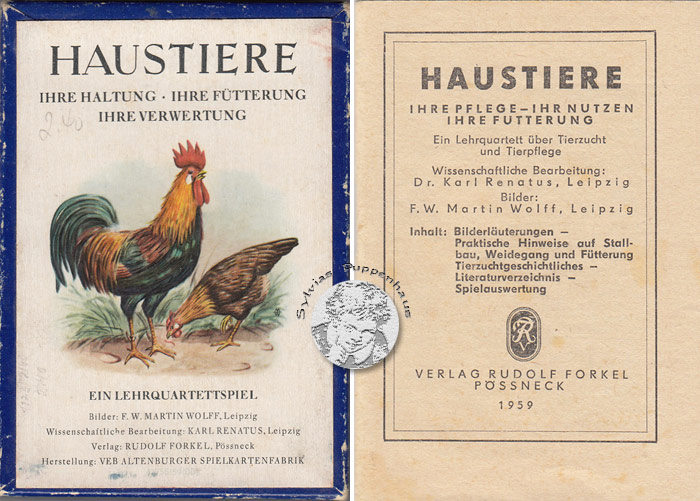 HAUSTIERE
IHRE HALTUNG · IHRE FÜTTERUNG
IHRE VERWERTUNG
2,40
EIN LEHRQUARTETTSPIEL
Bilder: F. W. MARTIN WOLFF, Leipzig
Wissenschaftliche Bearbeitung: KARL RENATUS, Leipzig
Verlag: RUDOLF FORKEL, Pössneck
Herstellung: VEB ALTENBURGER SPIELKARTENFABRIK
Sylvias Puppenhaus
HAUSTIERE
IHRE PFLEGE – IHR NUTZEN
IHRE FUTTERUNG
Ein Lehrquartett über Tierzucht
und Tierpflege
Wissenschaftliche Bearbeitung:
Dr. Karl Renatus, Leipzig
Bilder:
F. W. Martin Wolff, Leipzig
Inhalt: Bilderläuterungen –
Praktische Hinweise auf Stall-
bau, Weidegang und Fütterung
Tierzuchtgeschichtliches –
Literaturverzeichnis –
Spielauswertung
VERLAG RUDOLF FORKEL
PÖSSNECK
1959